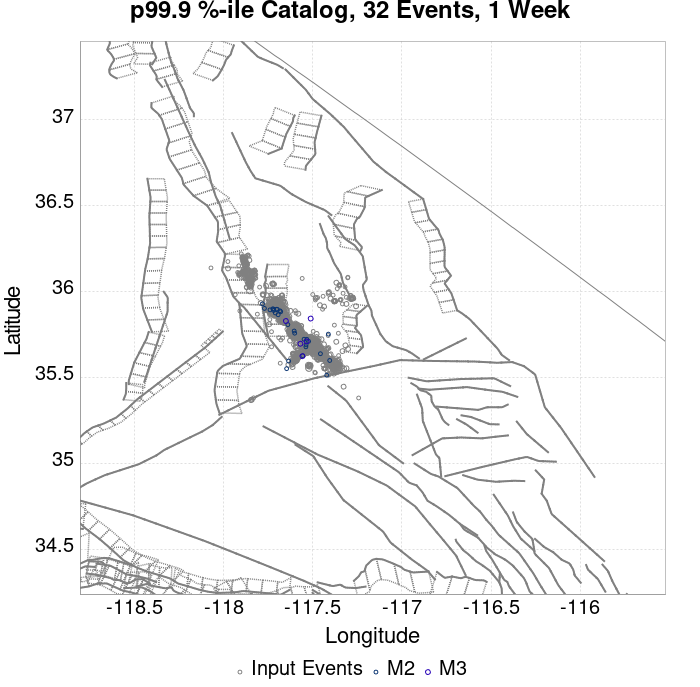 p99.9 %-ile Catalog, 32 Events, 1 Week
37
36.5
36
35.5
35
34.5
Latitude
-118.5 -118 -117.5 -117 -116.5 -116
Longitude
Input Events M2 M3